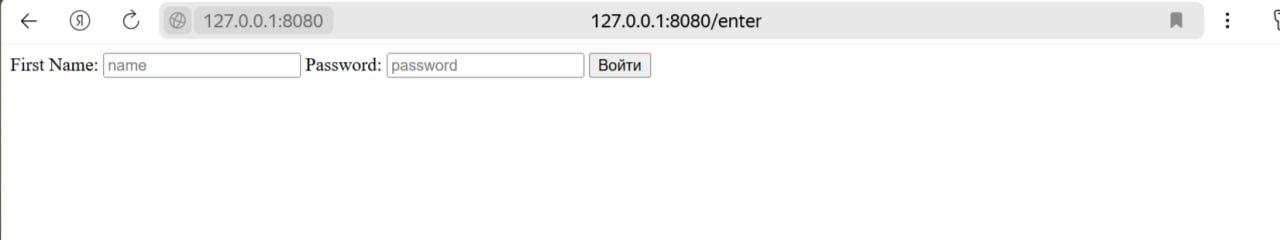 Я 127.0.0.1:8080 127.0.0.1:8080/enter
First Name: name Password: password Войти